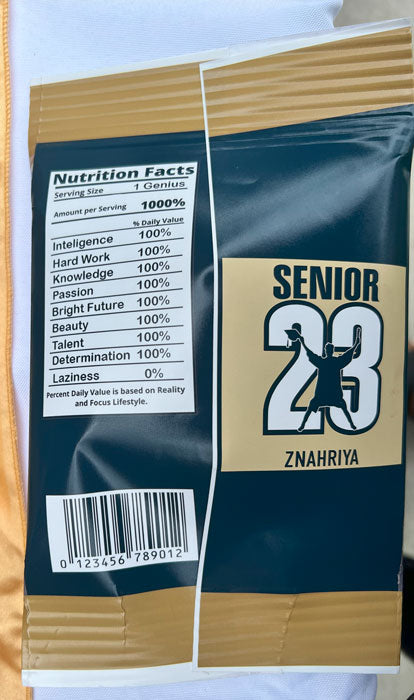 Nutrition Facts
Serving Size 1 Genius
Amount per Serving 1000%
% Daily Value
Inteligence 100%
Hard Work 100%
Knowledge 100%
Passion 100%
Bright Future 100%
Beauty 100%
Talent 100%
Determination 100%
Laziness 0%
Percent Daily Value is based on Reality
and Focus Lifestyle.
0 123456 789012
SENIOR
23
ZNAHRIYA